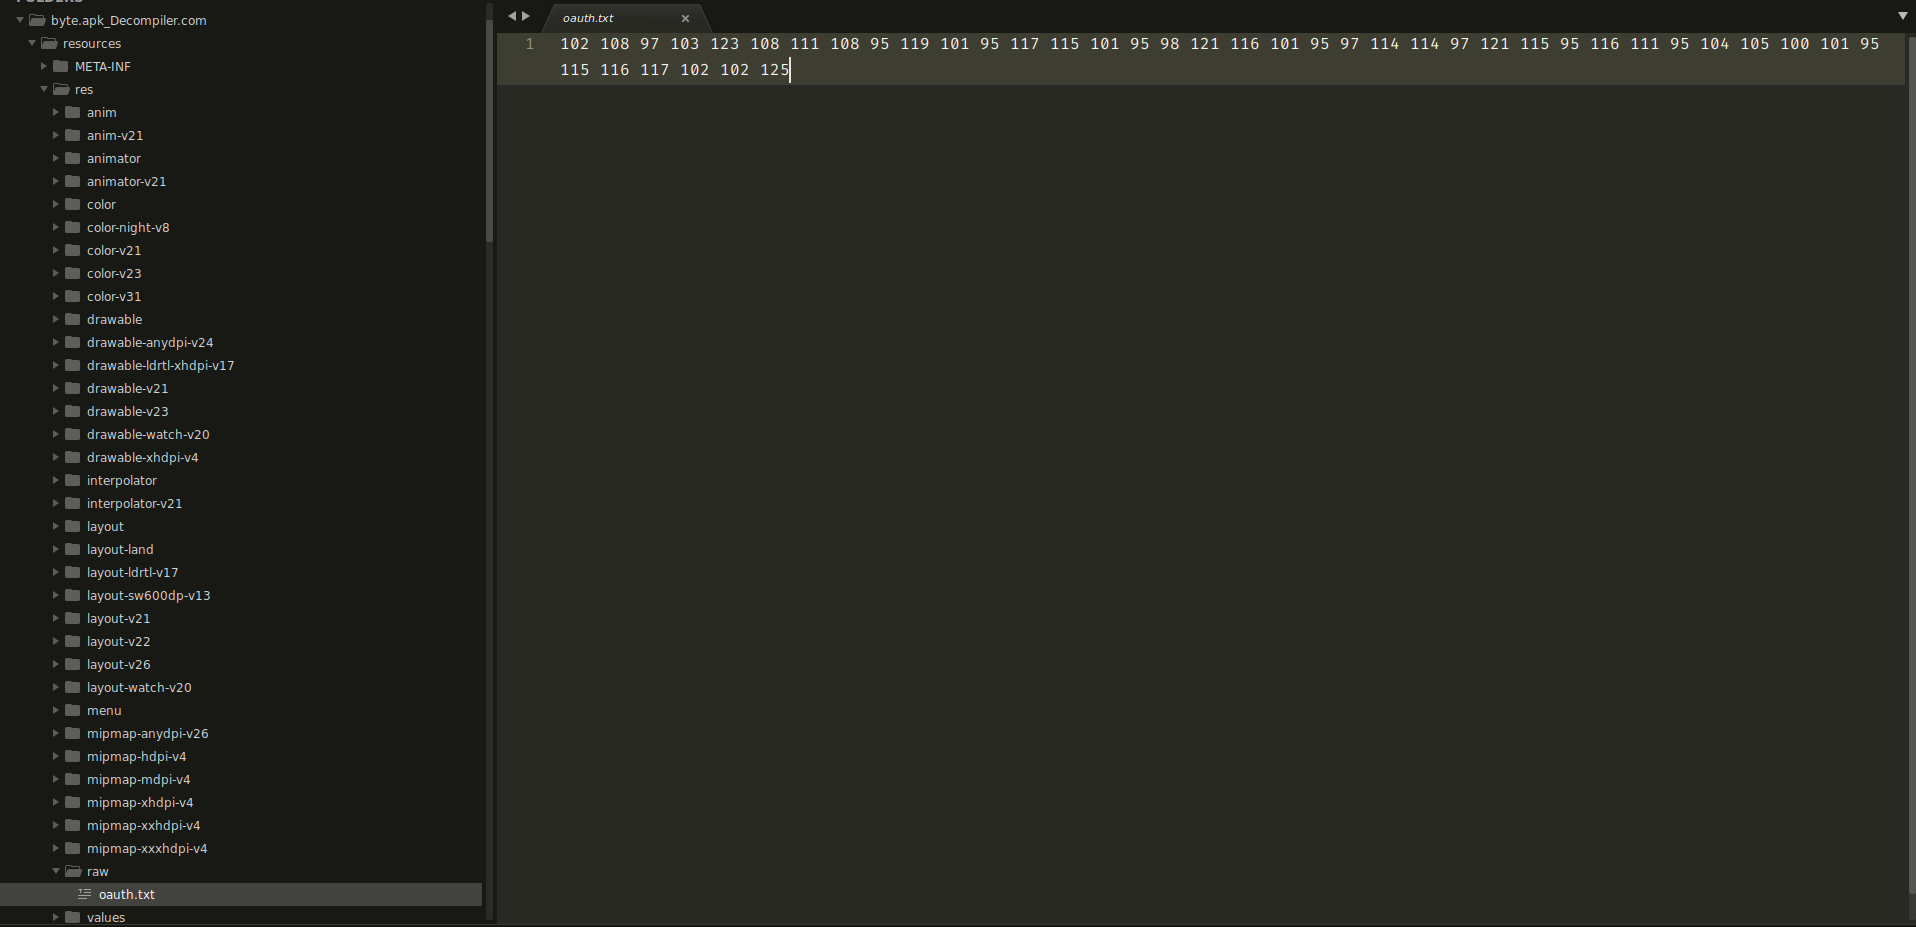 FOLDERS
byte.apk_Decompiler.com
resources
META-INF
res
anim
anim-v21
animator
animator-v21
color
color-night-v8
color-v21
color-v23
color-v31
drawable
drawable-anydpi-v24
drawable-ldrtl-xhdpi-v17
drawable-v21
drawable-v23
drawable-watch-v20
drawable-xhdpi-v4
interpolator
interpolator-v21
layout
layout-land
layout-ldrtl-v17
layout-sw600dp-v13
layout-v21
layout-v22
layout-v26
layout-watch-v20
menu
mipmap-anydpi-v26
mipmap-hdpi-v4
mipmap-mdpi-v4
mipmap-xhdpi-v4
mipmap-xxhdpi-v4
mipmap-xxxhdpi-v4
raw
oauth.txt
values
oauth.txt
1 102 108 97 103 123 108 111 108 95 119 101 95 117 115 101 95 98 121 116 101 95 97 114 114 97 121 115 95 116 111 95 104 105 100 101 95
115 116 117 102 102 125